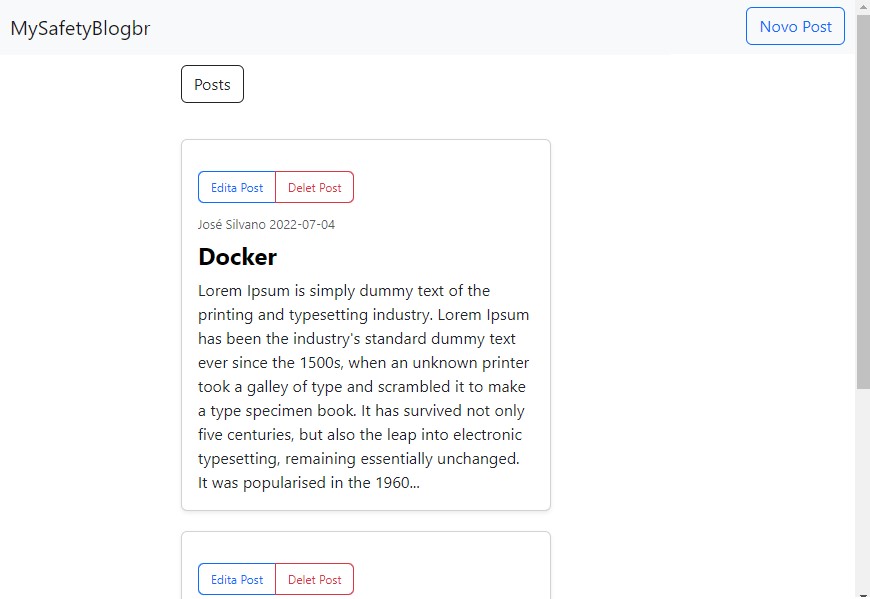 MySafetyBlogbr
Novo Post
Posts
Edita Post Delet Post
José Silvano 2022-07-04
Docker
Lorem Ipsum is simply dummy text of the
printing and typesetting industry. Lorem Ipsum
has been the industry's standard dummy text
ever since the 1500s, when an unknown printer
took a galley of type and scrambled it to make
a type specimen book. It has survived not only
five centuries, but also the leap into electronic
typesetting, remaining essentially unchanged.
It was popularised in the 1960...
Edita Post Delet Post